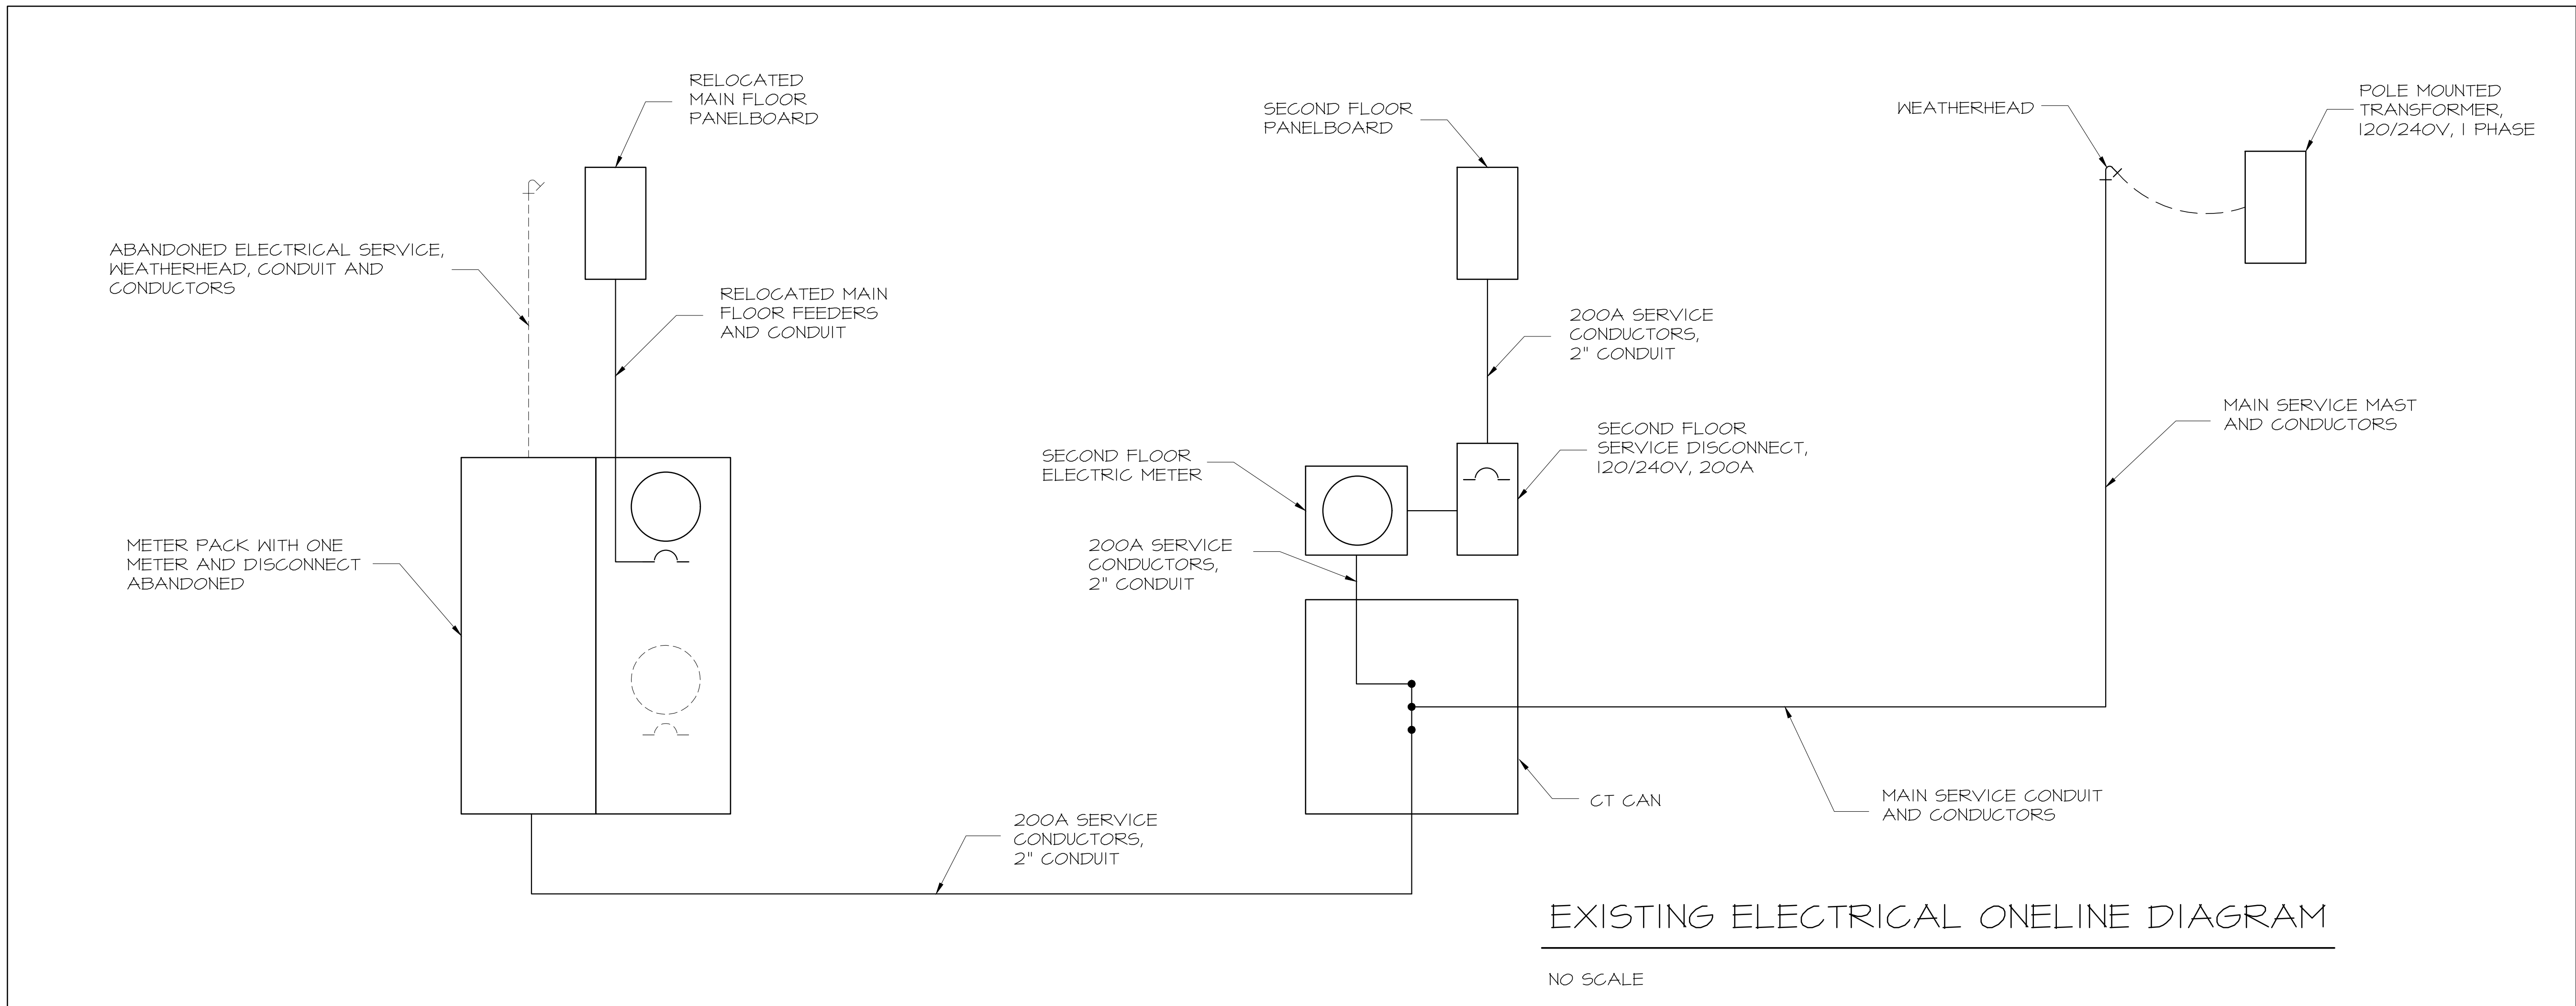 RELOCATED
MAIN FLOOR
PANELBOARD
SECOND FLOOR
PANELBOARD
WEATHERHEAD
POLE MOUNTED
TRANSFORMER,
120/240V, 1 PHASE
ABANDONED ELECTRICAL SERVICE,
WEATHERHEAD, CONDUIT AND
CONDUCTORS
RELOCATED MAIN
FLOOR FEEDERS
AND CONDUIT
200A SERVICE
CONDUCTORS,
2" CONDUIT
MAIN SERVICE MAST
AND CONDUCTORS
SECOND FLOOR
ELECTRIC METER
SECOND FLOOR
SERVICE DISCONNECT,
120/240V, 200A
METER PACK WITH ONE
METER AND DISCONNECT
ABANDONED
200A SERVICE
CONDUCTORS,
2" CONDUIT
200A SERVICE
CONDUCTORS,
2" CONDUIT
CT CAN
MAIN SERVICE CONDUIT
AND CONDUCTORS
EXISTING ELECTRICAL ONELINE DIAGRAM
NO SCALE